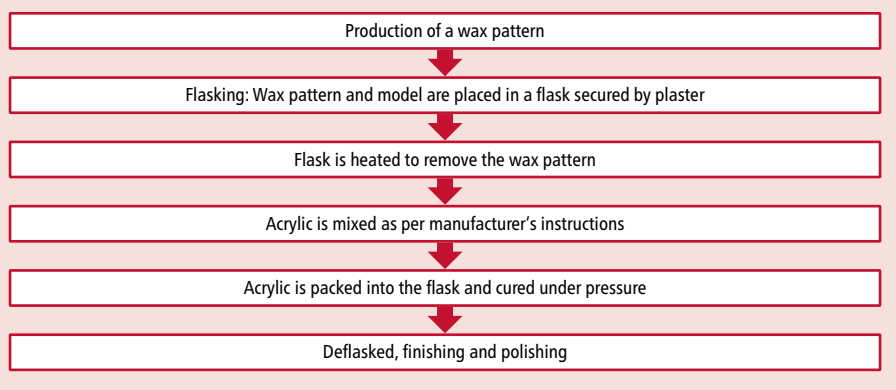 Production of a wax pattern
Flasking: Wax pattern and model are placed in a flask secured by plaster
Flask is heated to remove the wax pattern
Acrylic is mixed as per manufacturer’s instructions
Acrylic is packed into the flask and cured under pressure
Deflasked, finishing and polishing